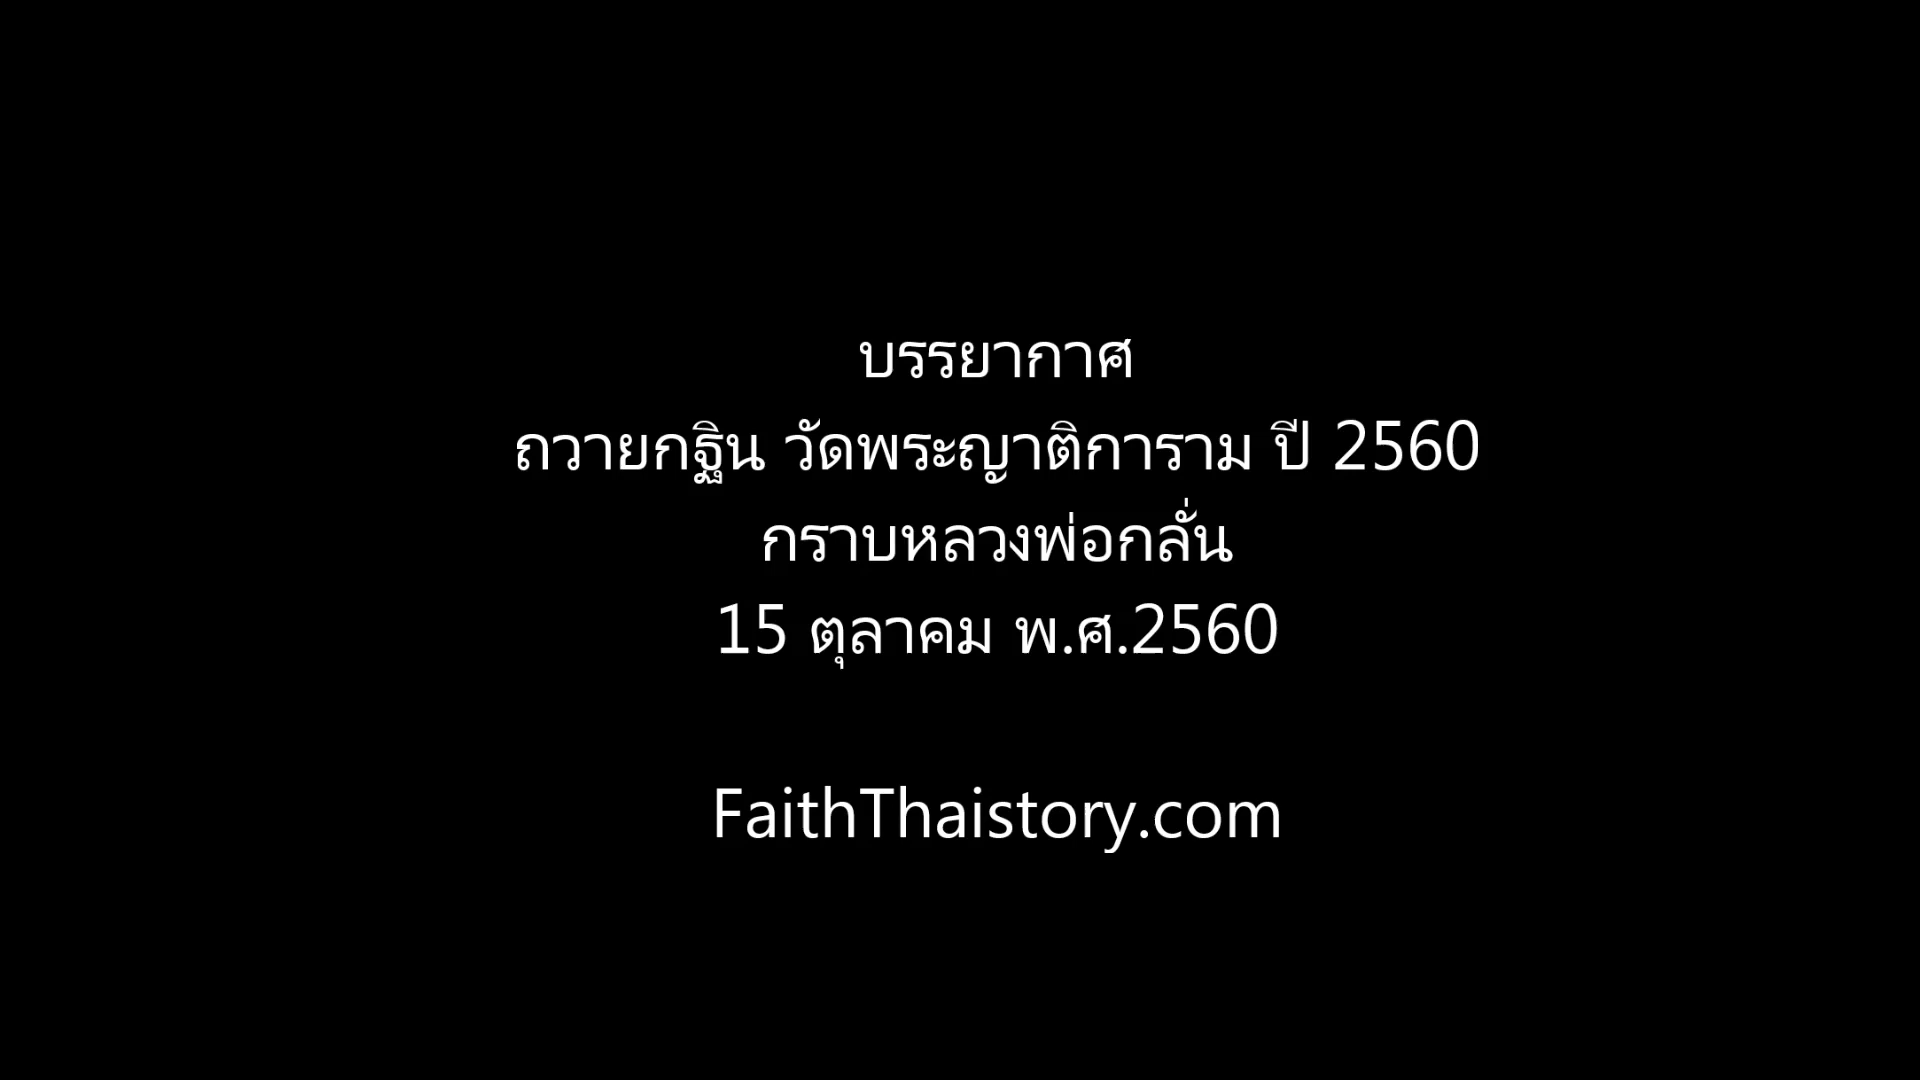 บรรยากาศ
ถวายกฐิน วัดพระญาติการาม ปี 2560
กราบหลวงพ่อกลั่น
15 ตุลาคม พ.ศ.2560
FaithThaistory.com